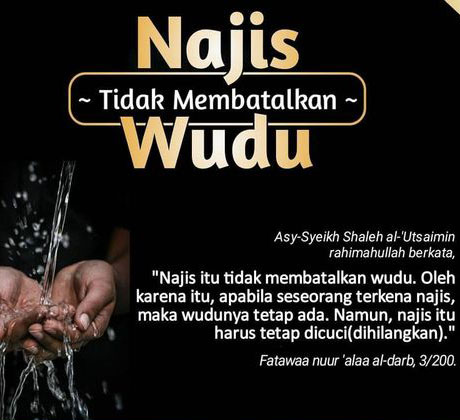 Najis
~ Tidak Membatalkan ~
Wudu
Asy-Syeikh Shaleh al-'Utsaimin
rahimahullah berkata,
"Najis itu tidak membatalkan wudu. Oleh
karena itu, apabila seseorang terkena najis,
maka wudunya tetap ada. Namun, najis itu
harus tetap dicuci(dihilangkan)."
Fatawaa nuur 'alaa al-darb, 3/200.